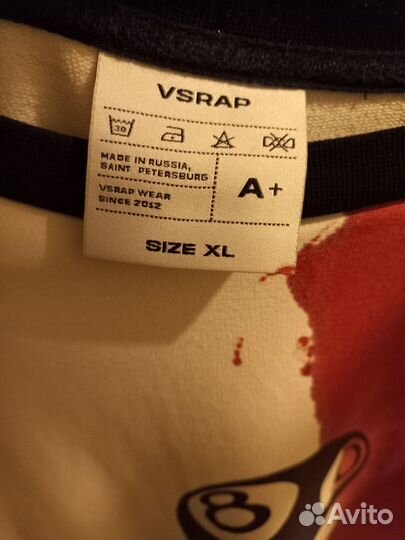 VSRAP
30
MADE IN RUSSIA,
SAINT PETERSBURG
VSRAP WEAR
SINCE 2012
A+
SIZE XL
8
Avito